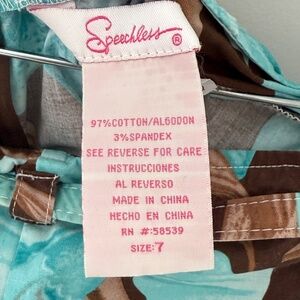 Speechless®
97%COTTON/ALGODON
3%SPANDEX
SEE REVERSE FOR CARE
INSTRUCCIONES
AL REVERSO
MADE IN CHINA
HECHO EN CHINA
RN #:58539
SIZE:7